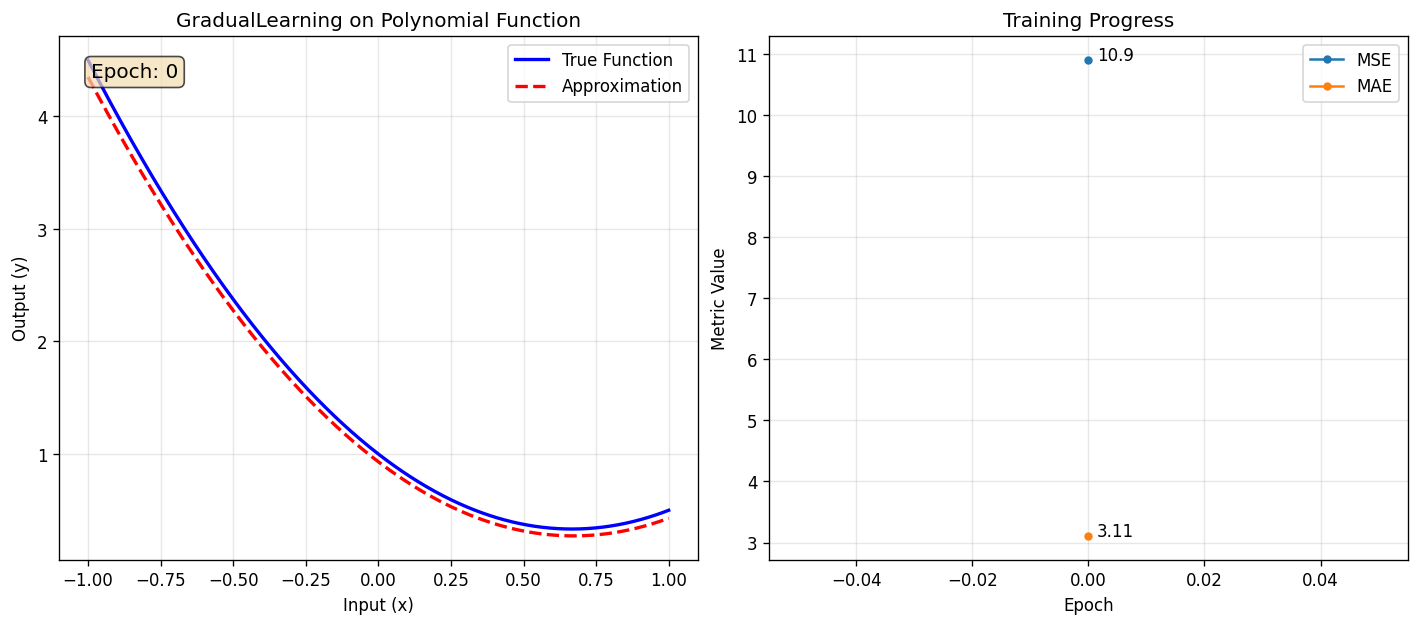 GradualLearning on Polynomial Function
Epoch: 0
True Function
Approximation
4
3
2
1
−1.00 −0.75 −0.50 −0.25 0.00 0.25 0.50 0.75 1.00
Input (x)
Output (y)
Training Progress
MSE
MAE
10.9
3.11
11
10
9
8
7
6
5
4
3
−0.04 −0.02 0.00 0.02 0.04
Epoch
Metric Value